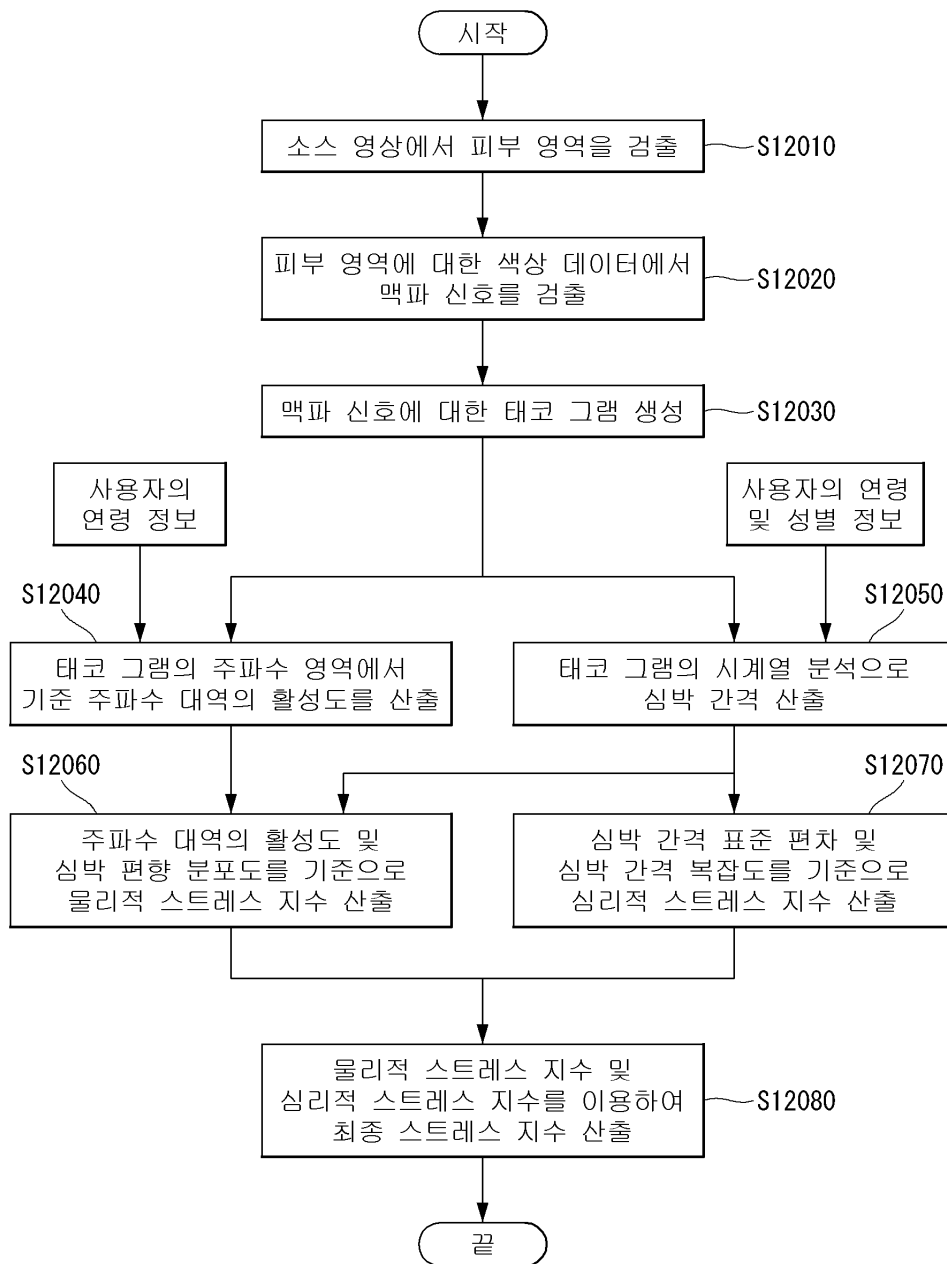 시작
소스 영상에서 피부 영역을 검출
S12010
피부 영역에 대한 색상 데이터에서
맥파 신호를 검출
S12020
맥파 신호에 대한 태코 그램 생성
S12030
사용자의
연령 정보
사용자의 연령
및 성별 정보
S12040
태코 그램의 주파수 영역에서
기준 주파수 대역의 활성도를 산출
S12050
태코 그램의 시계열 분석으로
심박 간격 산출
S12060
주파수 대역의 활성도 및
심박 편향 분포도를 기준으로
물리적 스트레스 지수 산출
S12070
심박 간격 표준 편차 및
심박 간격 복잡도를 기준으로
심리적 스트레스 지수 산출
물리적 스트레스 지수 및
심리적 스트레스 지수를 이용하여
최종 스트레스 지수 산출
S12080
끝